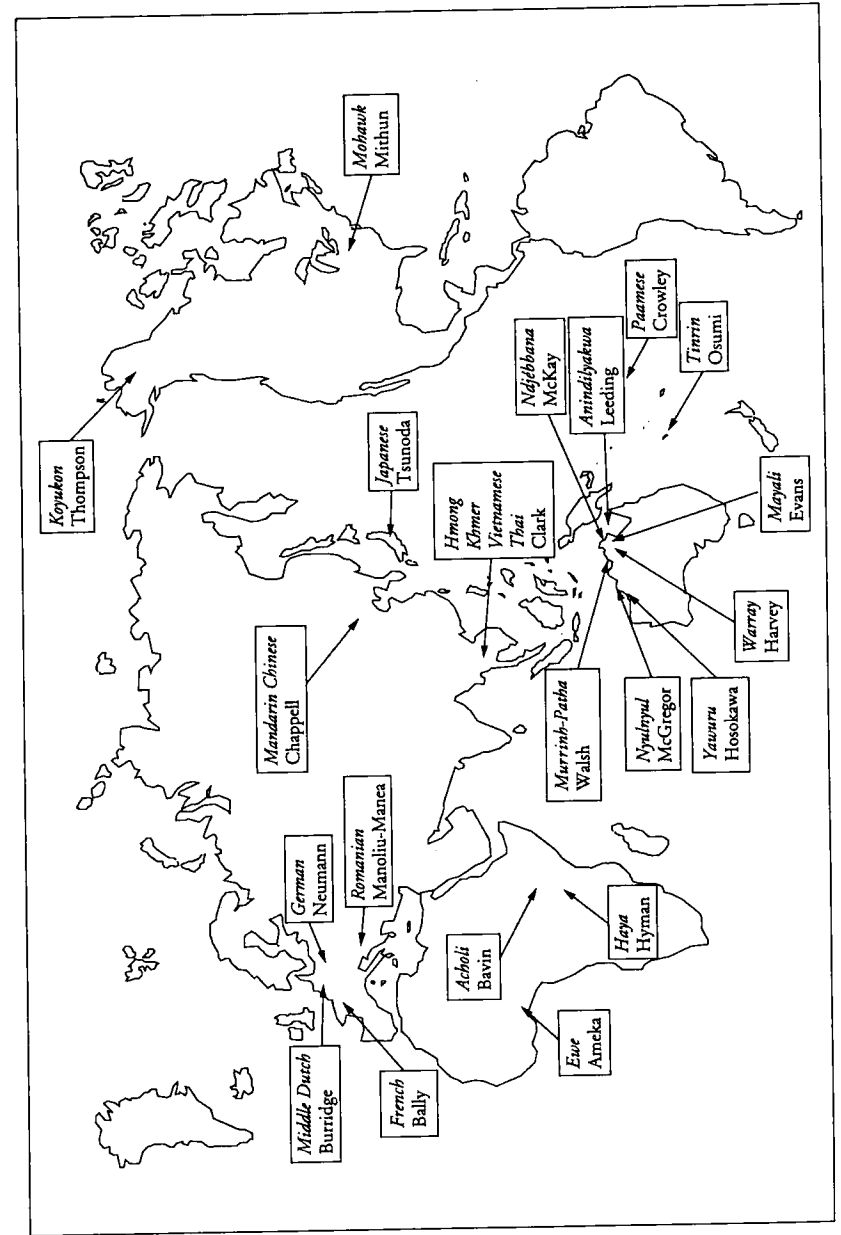 Koyukon
Thompson
Mohawk
Mithun
Middle Dutch
Burridge
German
Neumann
French
Bally
Romanian
Manoliu-Manea
Mandarin Chinese
Chappell
Japanese
Tsunoda
Hmong
Khmer
Vietnamese
Thai
Clark
Acholi
Bavin
Ewe
Ameka
Haya
Hyman
Murrinh-Patha
Walsh
Nyulnyul
McGregor
Yawuru
Hosokawa
Warray
Harvey
Mayali
Evans
Ndjébbana
McKay
Anindilyakwa
Leeding
Paamese
Crowley
Tinrin
Osumi